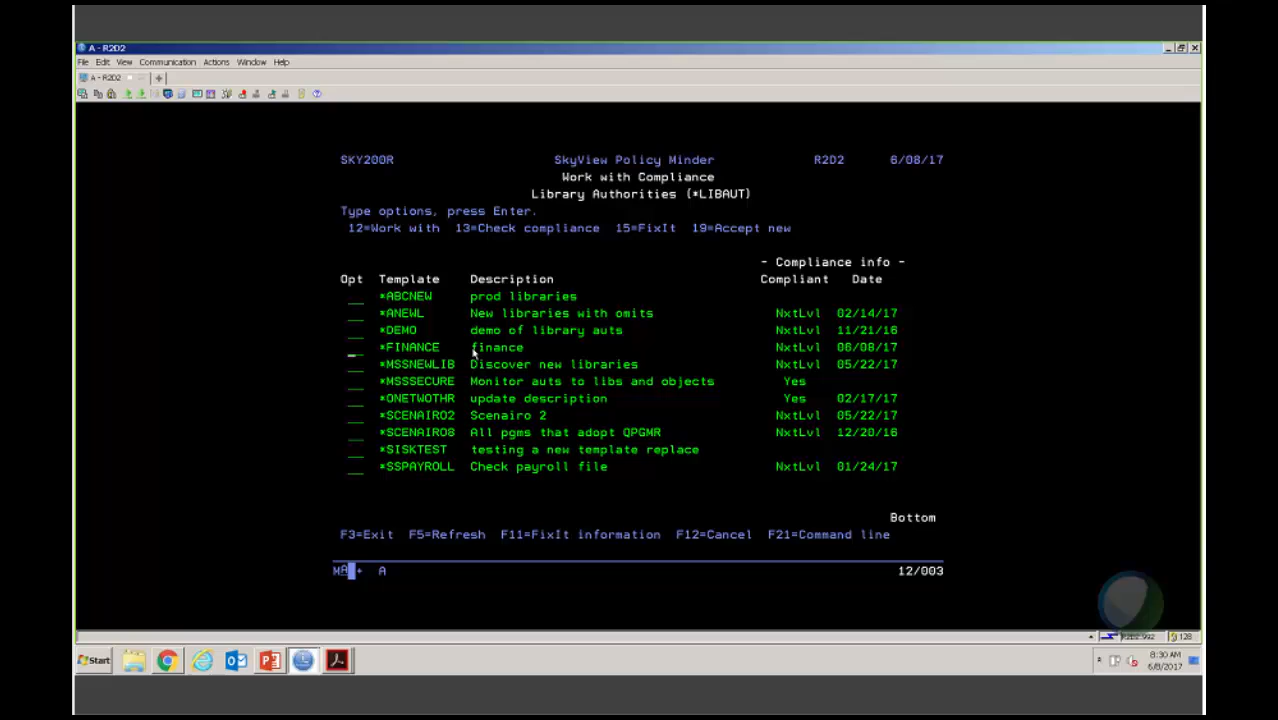 A - R2D2
File Edit View Communication Actions Window Help
A - R2D2
SKY200R SkyView Policy Minder R2D2 6/08/17
Work with Compliance
Library Authorities (*LIBAUT)
Type options, press Enter.
12=Work with 13=Check compliance 15=FixIt 19=Accept new
- Compliance info -
Opt Template Description Compliant Date
*ABCNEW prod libraries
*ANEWL New libraries with omits NxtLvl 02/14/17
*DEMO demo of library auts NxtLvl 11/21/16
*FINANCE finance NxtLvl 06/08/17
*MSSNEWLIB Discover new libraries NxtLvl 05/22/17
*MSSSECURE Monitor auts to libs and objects Yes
*ONETWOTHR update description Yes 02/17/17
*SCENAIRO2 Scenairo 2 NxtLvl 05/22/17
*SCENAIRO8 All pgms that adopt QPGMR NxtLvl 12/20/16
*SISKTEST testing a new template replace
*SSPAYROLL Check payroll file NxtLvl 01/24/17
Bottom
F3=Exit F5=Refresh F11=FixIt information F12=Cancel F21=Command line
MA + A 12/003
128
Start 8:30 AM
6/8/2017